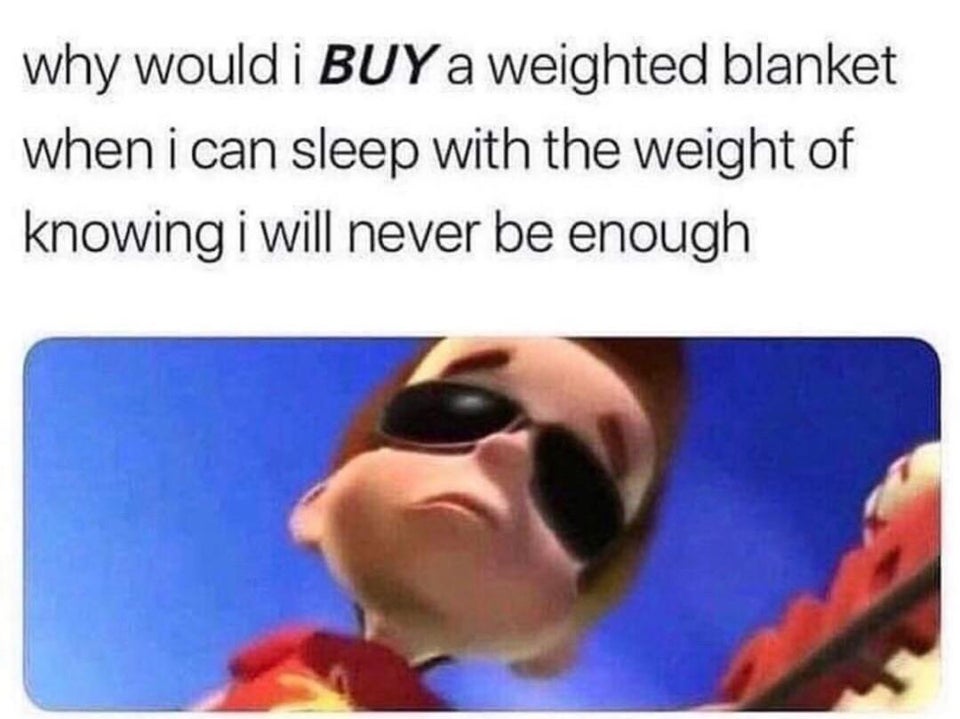 why would i BUY a weighted blanket
when i can sleep with the weight of
knowing i will never be enough